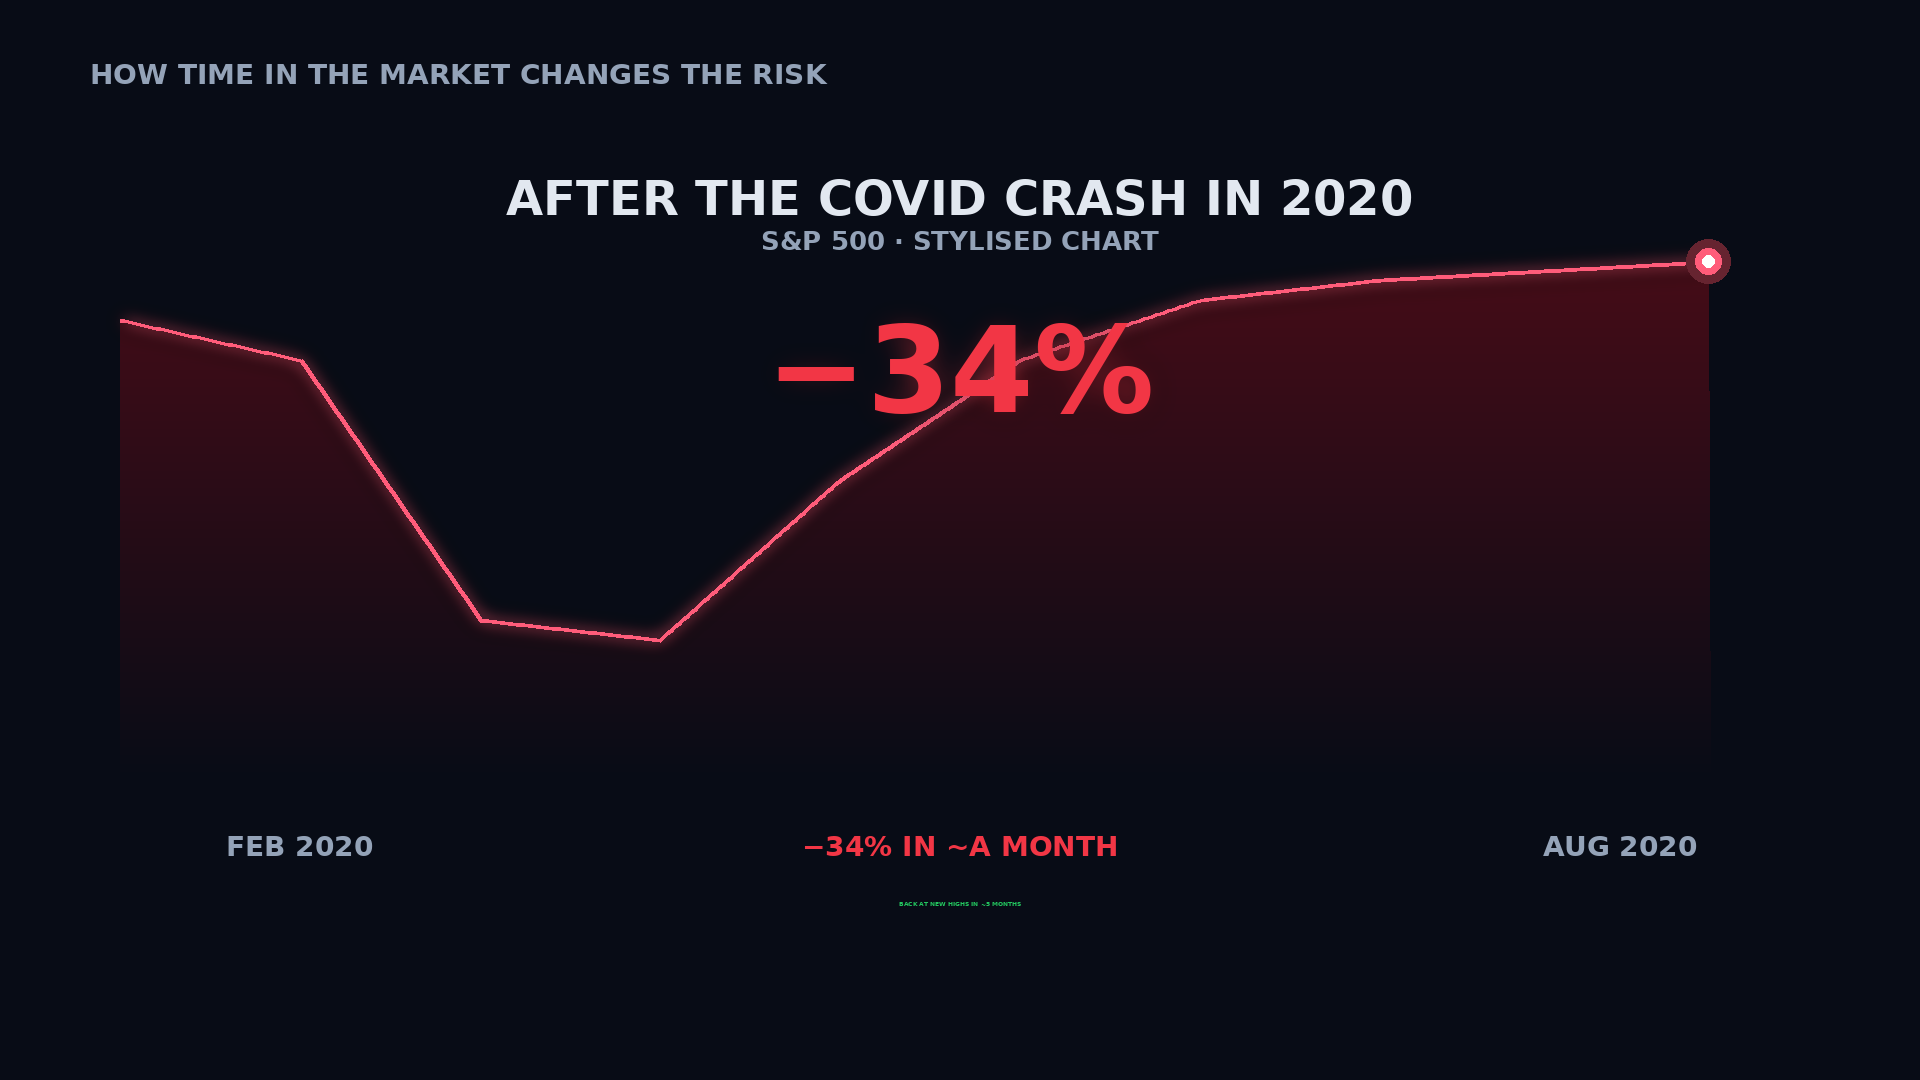 HOW TIME IN THE MARKET CHANGES THE RISK
AFTER THE COVID CRASH IN 2020
S&P 500 · STYLISED CHART
−34%
FEB 2020
−34% IN ~A MONTH
AUG 2020
BACK AT NEW HIGHS IN ~5 MONTHS